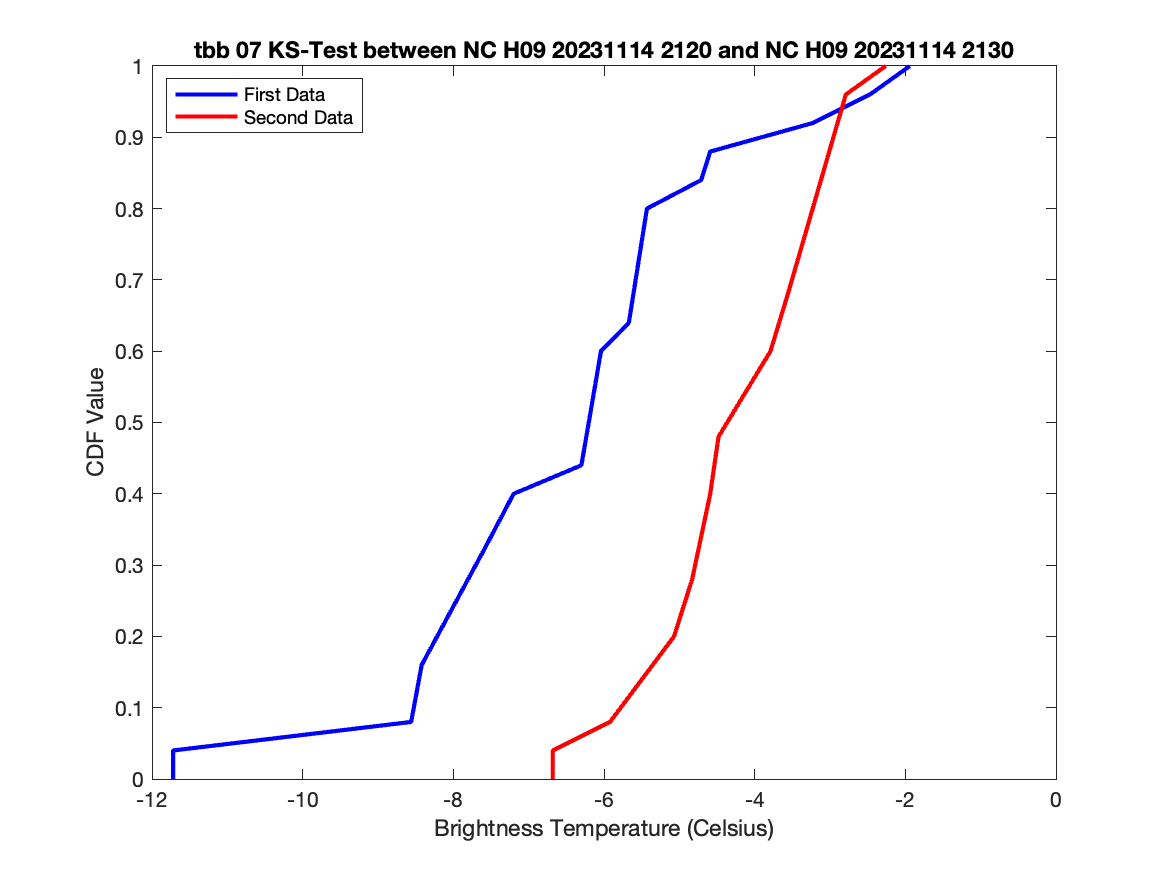 tbb 07 KS-Test between NC H09 20231114 2120 and NC H09 20231114 2130
First Data
Second Data
1
0.9
0.8
0.7
0.6
0.5
0.4
0.3
0.2
0.1
0
CDF Value
-12 -10 -8 -6 -4 -2 0
Brightness Temperature (Celsius)